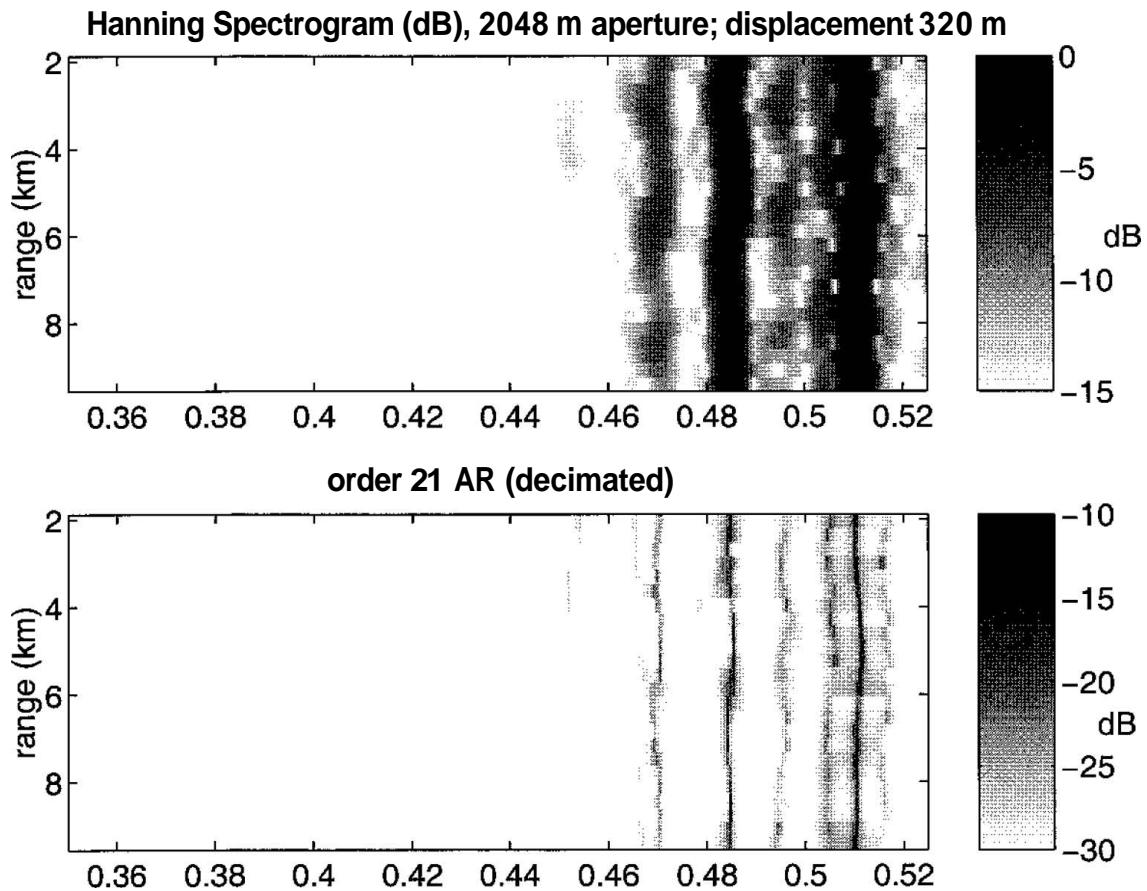 Hanning Spectrogram (dB), 2048 m aperture; displacement 320 m
range (km)
2
4
6
8
0.36 0.38 0.4 0.42 0.44 0.46 0.48 0.5 0.52
0
-5
-10
-15
dB
order 21 AR (decimated)
range (km)
2
4
6
8
0.36 0.38 0.4 0.42 0.44 0.46 0.48 0.5 0.52
-10
-15
-20
-25
-30
dB